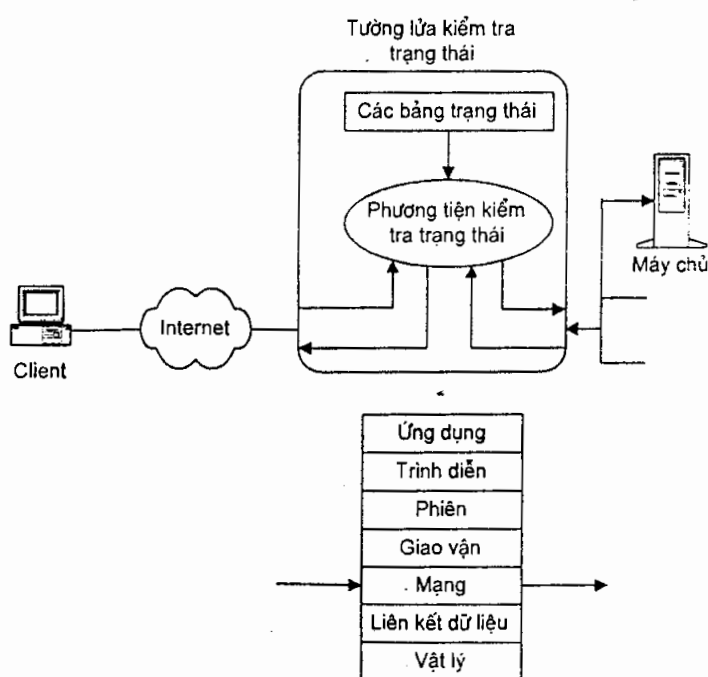 Tường lửa kiểm tra
trạng thái
Các bảng trạng thái
Phương tiện kiểm
tra trạng thái
Máy chủ
Internet
Client
Ứng dụng
Trình diễn
Phiên
Giao vận
Mạng
Liên kết dữ liệu
Vật lý